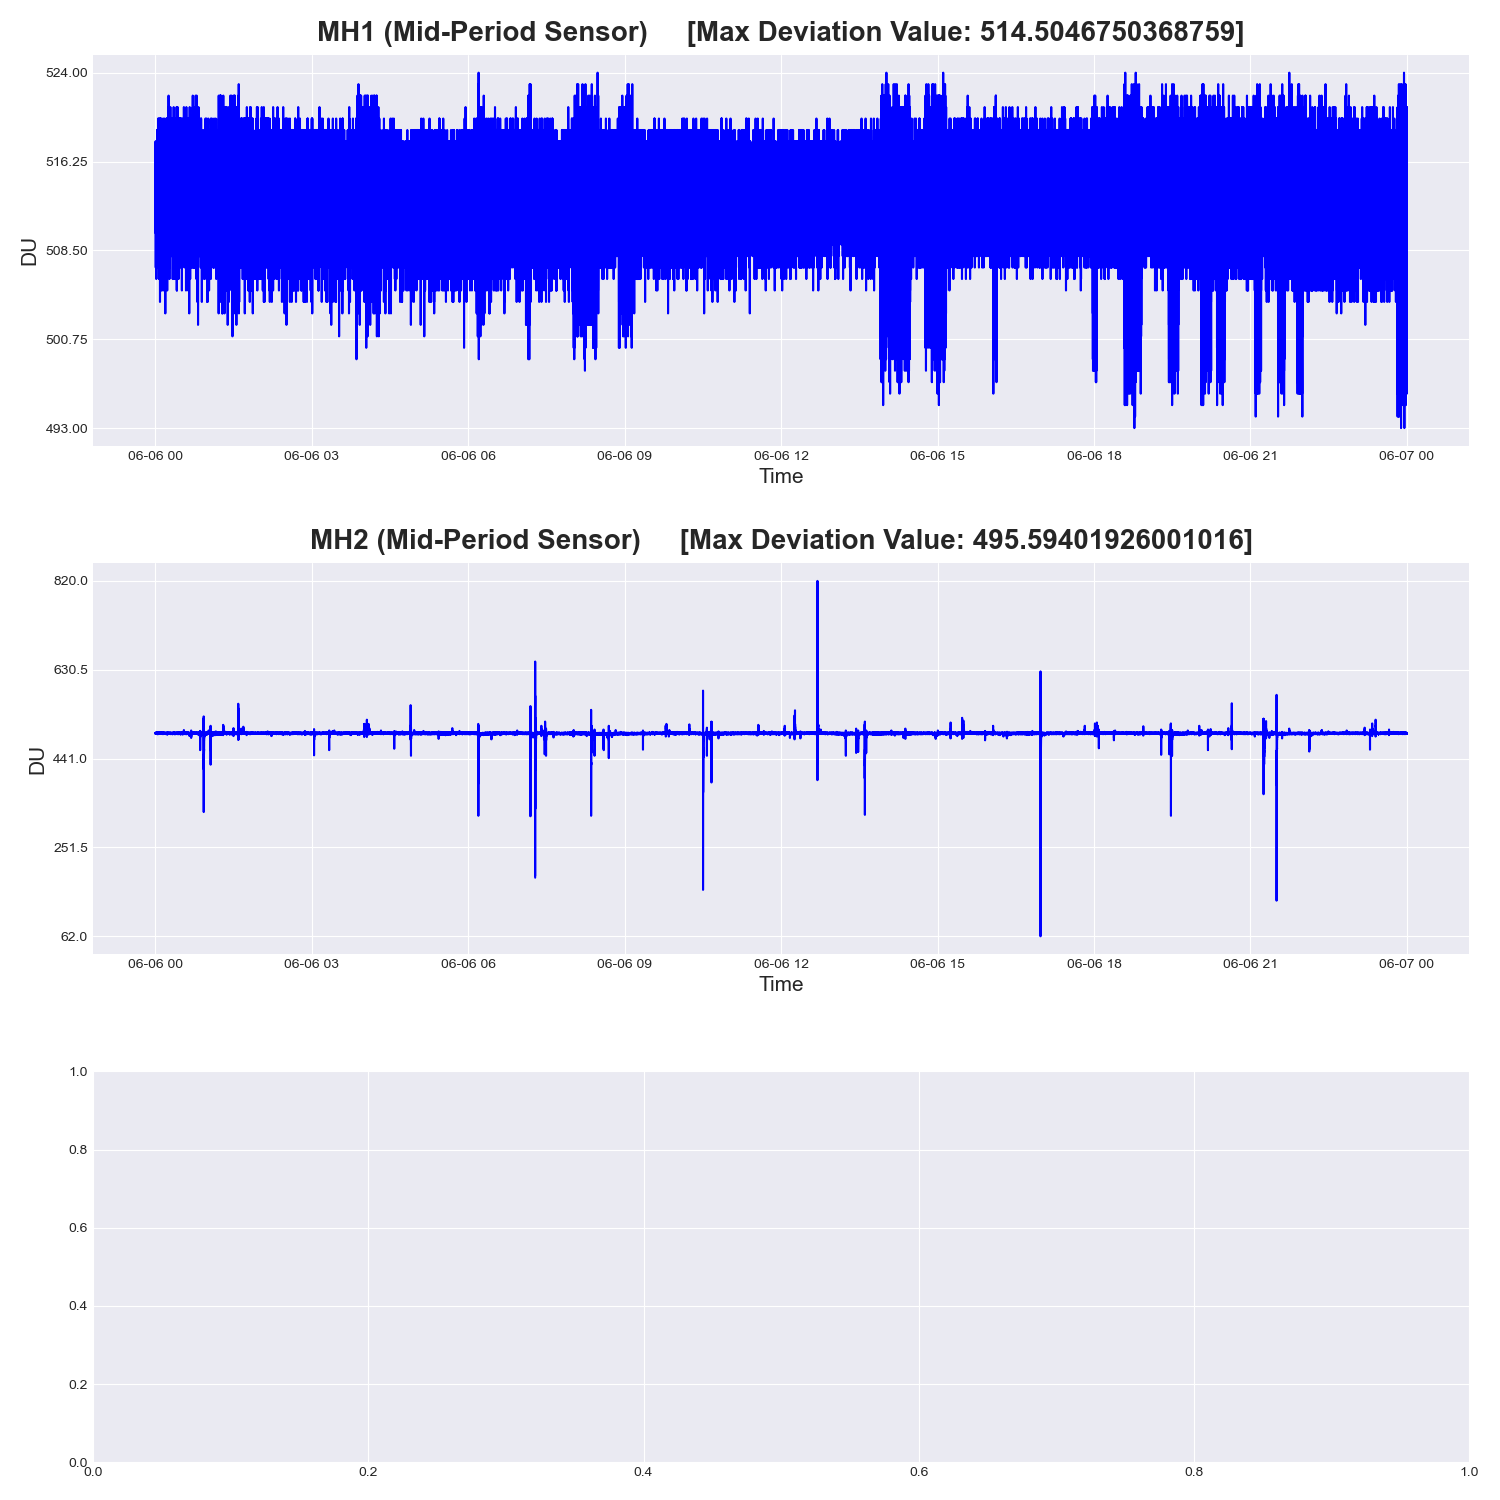 MH1 (Mid-Period Sensor) [Max Deviation Value: 514.5046750368759]
524.00
516.25
508.50
500.75
493.00
DU
06-06 00 06-06 03 06-06 06 06-06 09 06-06 12 06-06 15 06-06 18 06-06 21 06-07 00
Time
MH2 (Mid-Period Sensor) [Max Deviation Value: 495.59401926001016]
820.0
630.5
441.0
251.5
62.0
DU
06-06 00 06-06 03 06-06 06 06-06 09 06-06 12 06-06 15 06-06 18 06-06 21 06-07 00
Time
1.0
0.8
0.6
0.4
0.2
0.0
0.0 0.2 0.4 0.6 0.8 1.0